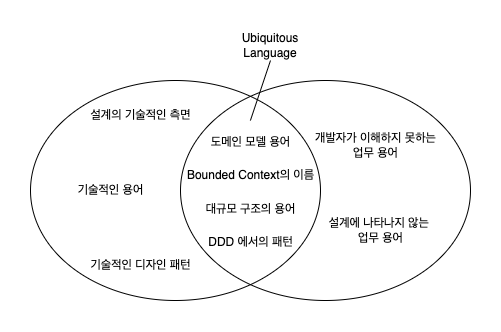 Ubiquitous
Language
설계의 기술적인 측면
기술적인 용어
기술적인 디자인 패턴
도메인 모델 용어
Bounded Context의 이름
대규모 구조의 용어
DDD 에서의 패턴
개발자가 이해하지 못하는
업무 용어
설계에 나타나지 않는
업무 용어